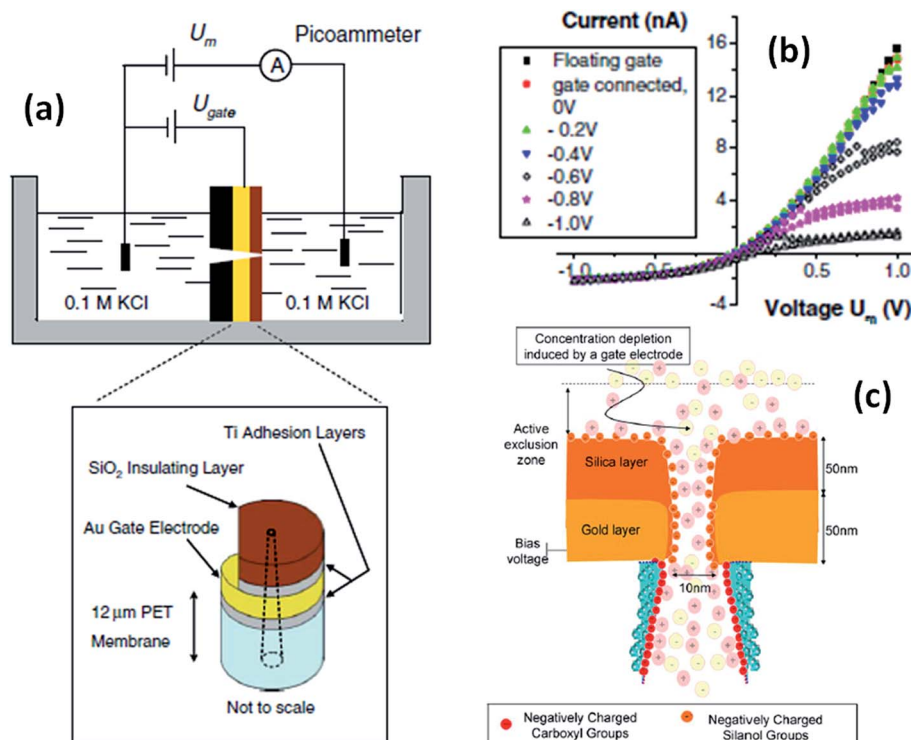 (a)
U_m
Picoammeter
A
U_gate
0.1 M KCl
0.1 M KCl
Ti Adhesion Layers
SiO₂ Insulating Layer
Au Gate Electrode
12 μm PET
Membrane
Not to scale
(b)
Current (nA)
Floating gate
gate connected,
0V
- 0.2V
-0.4V
-0.6V
-0.8V
-1.0V
16
12
8
4
-4
-1.0
-0.5
0.5
1.0
Voltage U_m (V)
(c)
Concentration depletion
induced by a gate electrode
Active
exclusion
zone
Silica layer
50nm
Gold layer
50nm
Bias
voltage
10nm
Negatively Charged
Carboxyl Groups
Negatively Charged
Silanol Groups